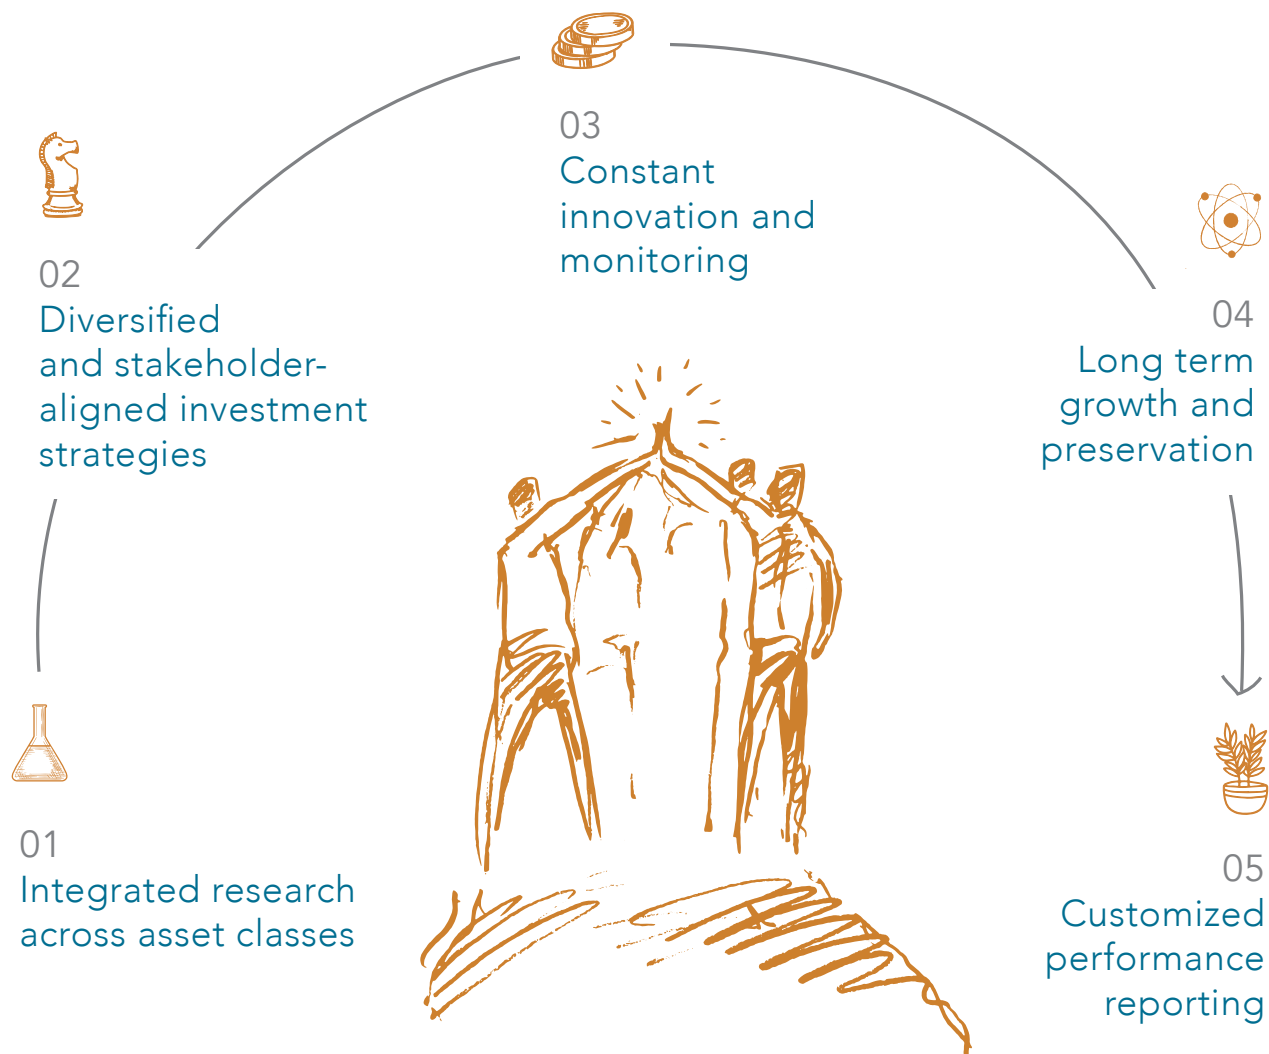 01
Integrated research
across asset classes
02
Diversified
and stakeholder-
aligned investment
strategies
03
Constant
innovation and
monitoring
04
Long term
growth and
preservation
05
Customized
performance
reporting